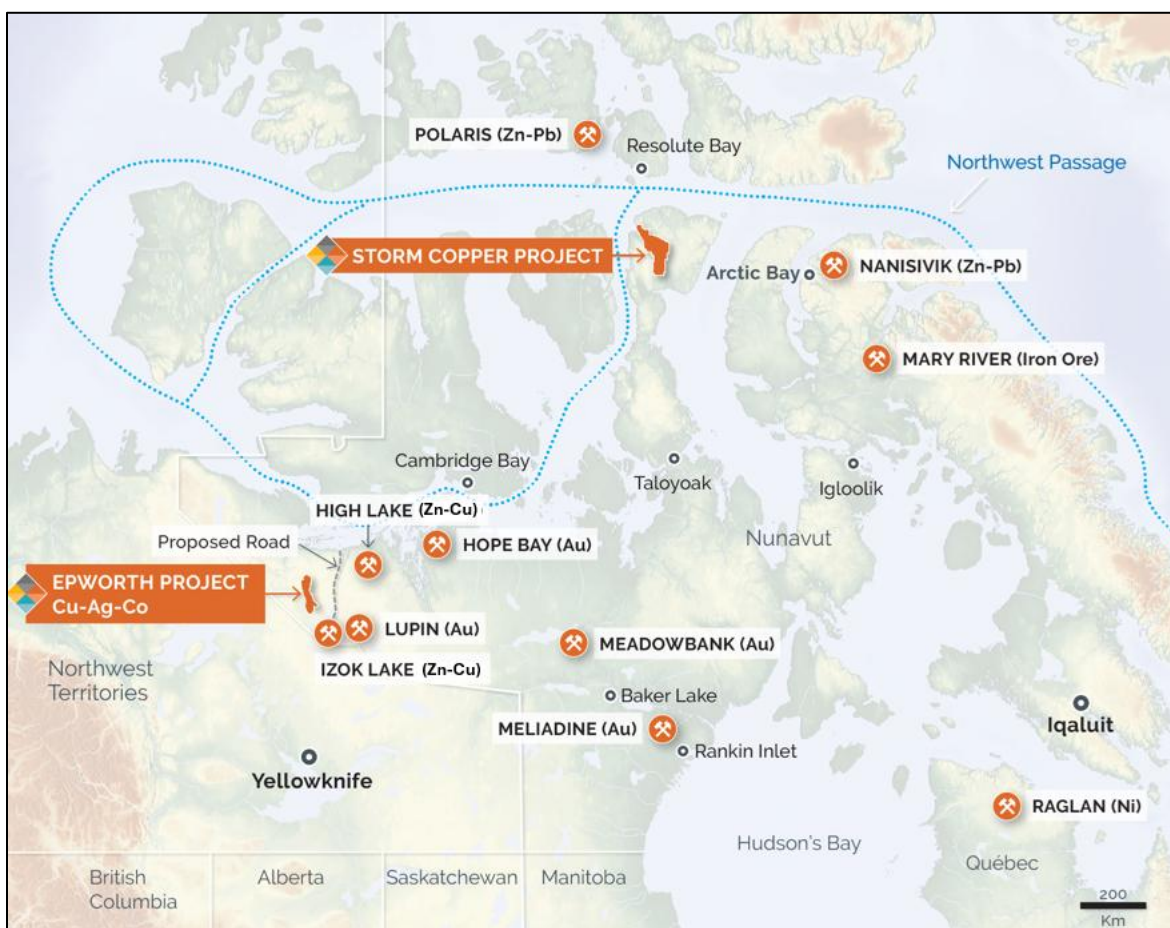 POLARIS (Zn-Pb)
Resolute Bay
Northwest Passage
STORM COPPER PROJECT
Arctic Bay
NANISIVIK (Zn-Pb)
MARY RIVER (Iron Ore)
Cambridge Bay
Taloyoak
Igloolik
HIGH LAKE (Zn-Cu)
Proposed Road
HOPE BAY (Au)
Nunavut
EPWORTH PROJECT
Cu-Ag-Co
LUPIN (Au)
MEADOWBANK (Au)
IZOK LAKE (Zn-Cu)
Northwest
Territories
Baker Lake
MELIADINE (Au)
Rankin Inlet
Iqaluit
Yellowknife
RAGLAN (Ni)
Hudson's Bay
Québec
British
Columbia
Alberta
Saskatchewan
Manitoba
200
Km